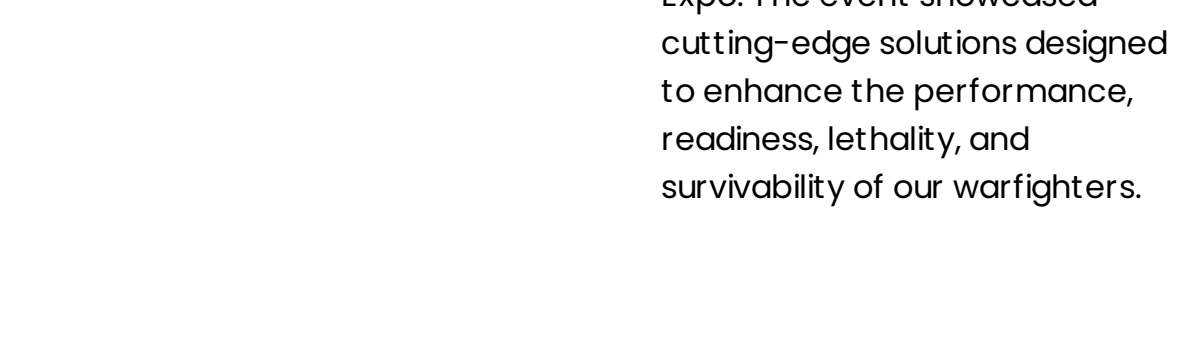 Expo. The event showcased
cutting-edge solutions designed
to enhance the performance,
readiness, lethality, and
survivability of our warfighters.